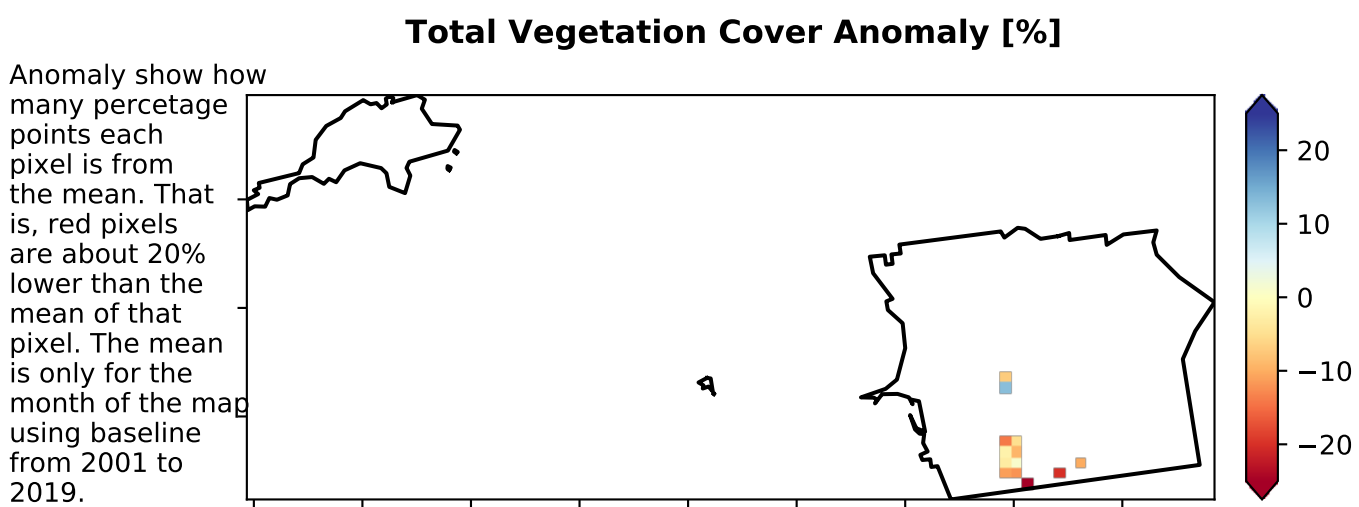 Total Vegetation Cover Anomaly [%]
Anomaly show how
many percetage
points each
pixel is from
the mean. That
is, red pixels
are about 20%
lower than the
mean of that
pixel. The mean
is only for the
month of the map
using baseline
from 2001 to
2019.
20
10
0
−10
−20